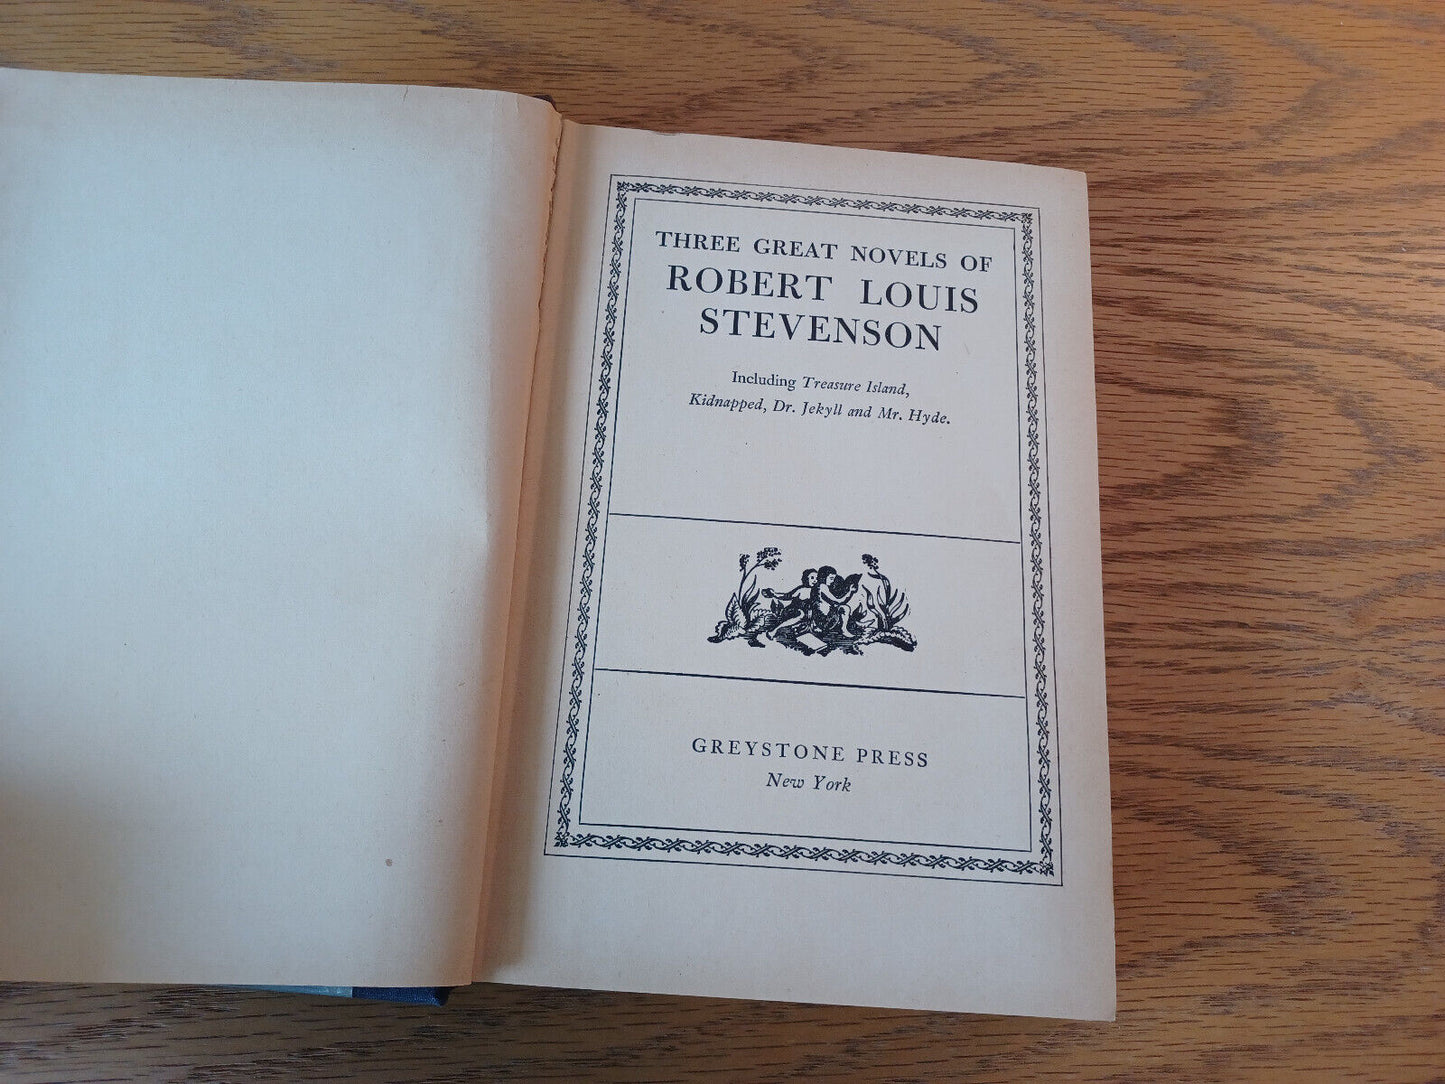 THREE GREAT NOVELS OF
ROBERT LOUIS
STEVENSON
Including Treasure Island,
Kidnapped, Dr. Jekyll and Mr. Hyde.
GREYSTONE PRESS
New York